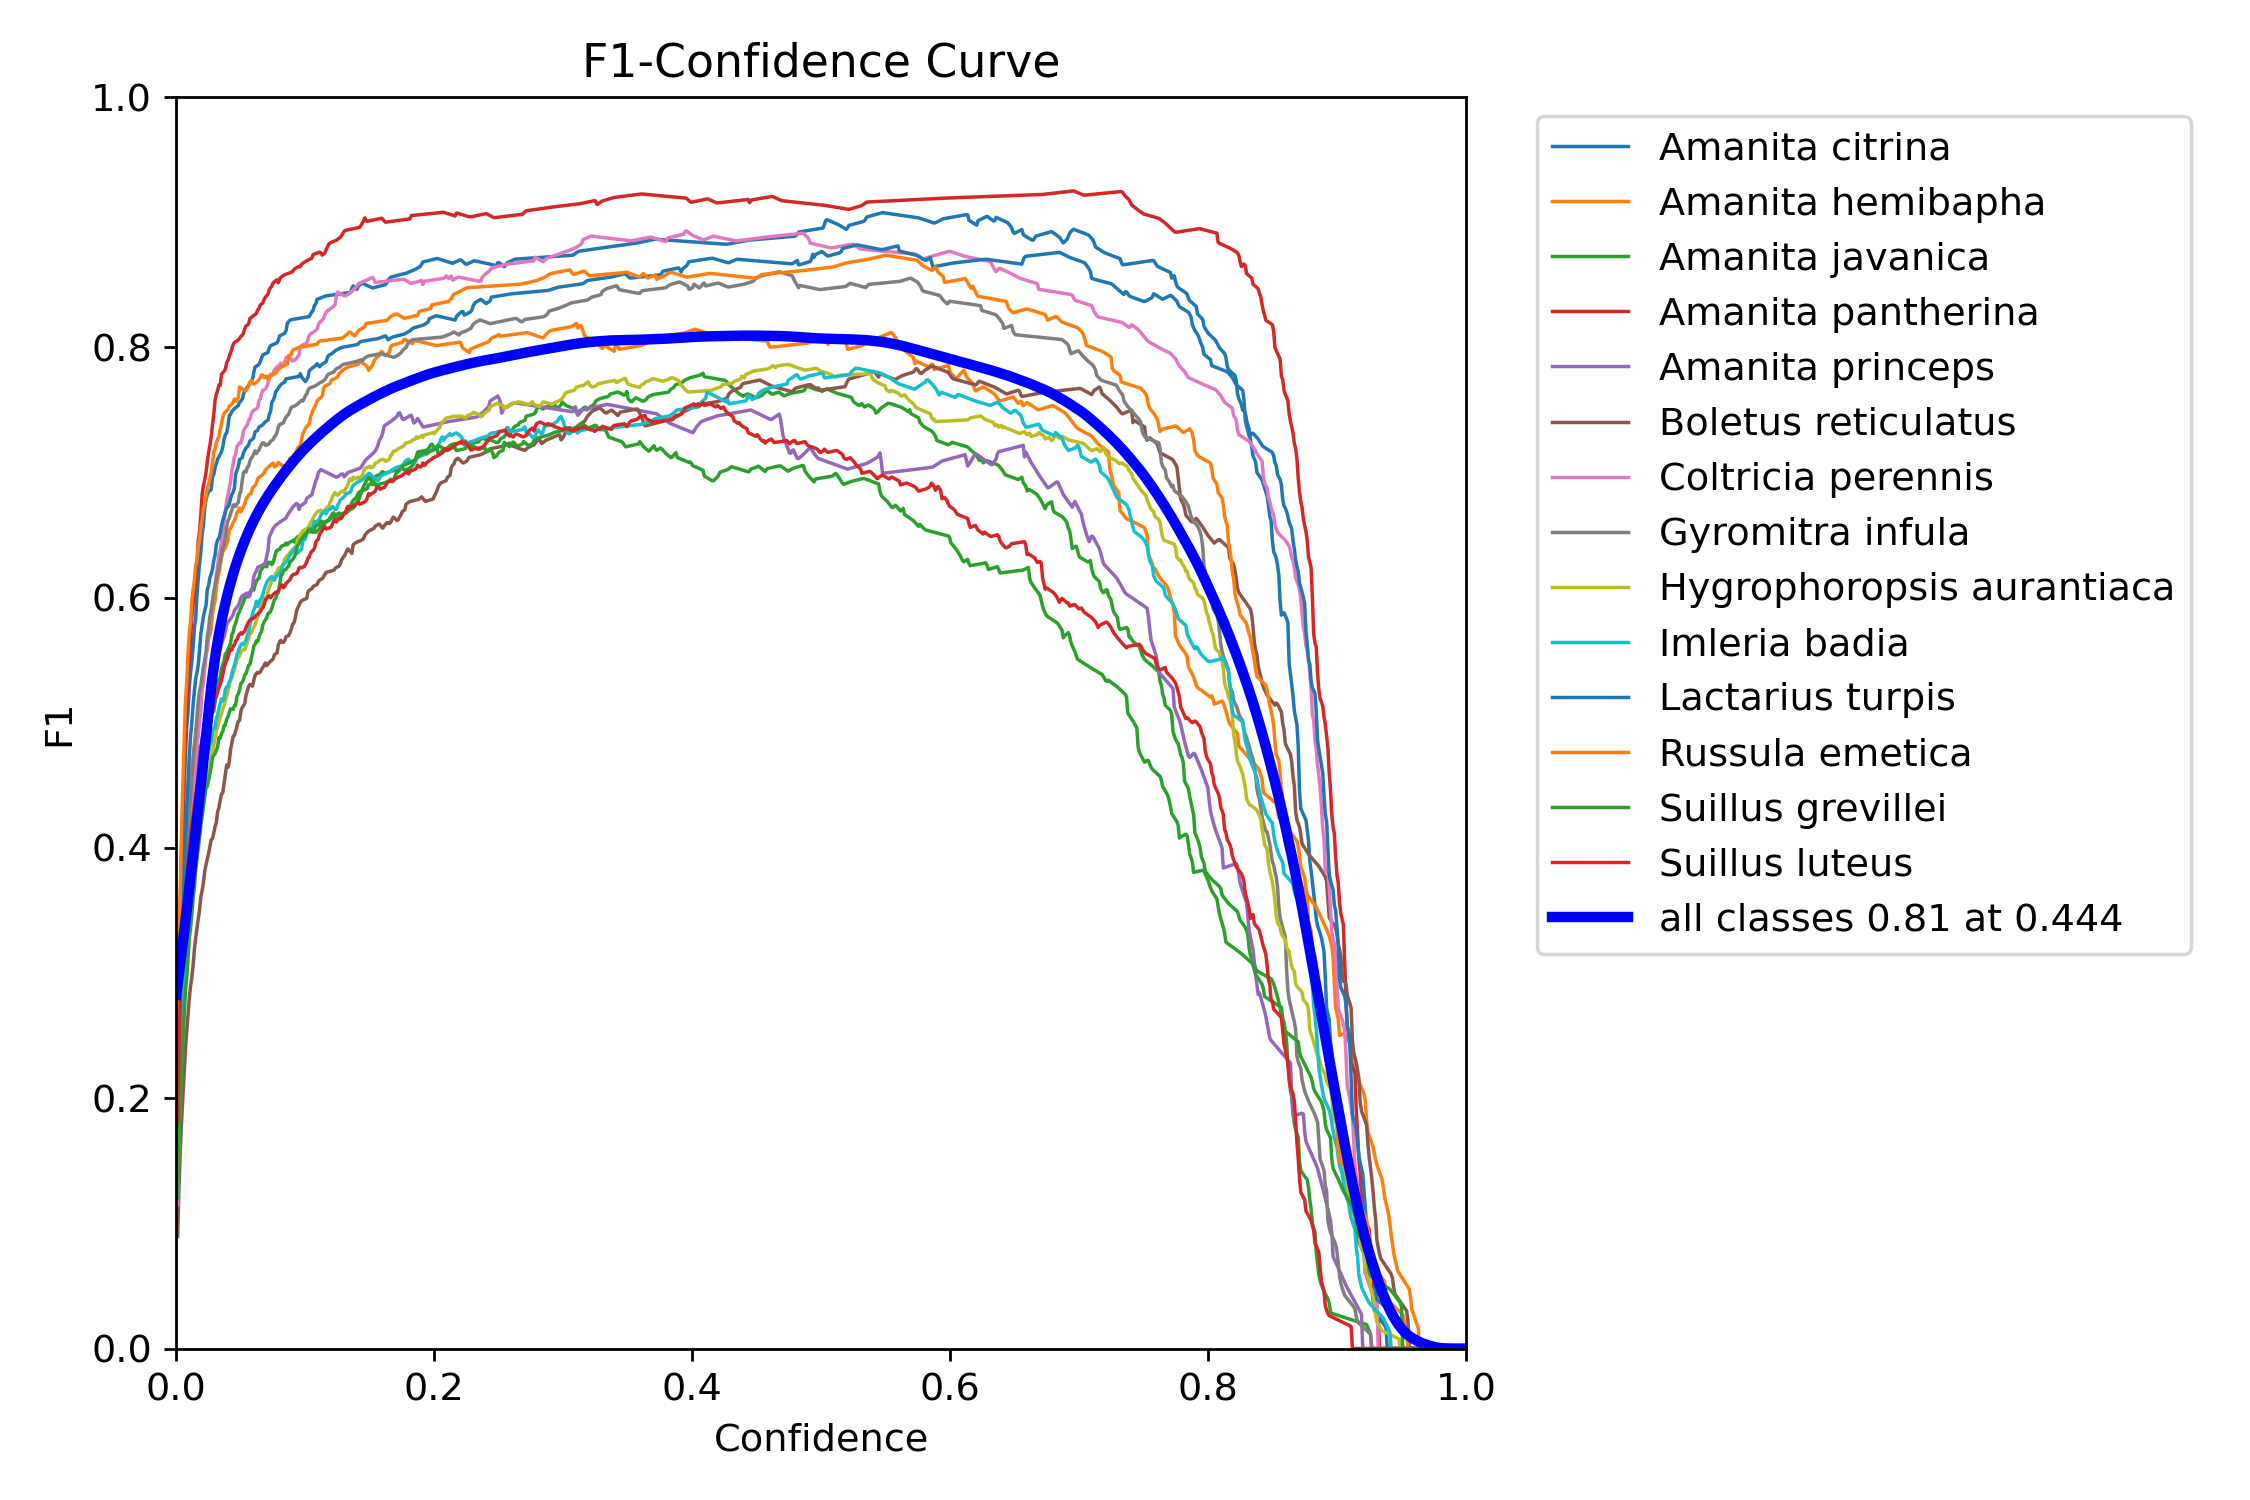 F1-Confidence Curve
1.0
0.8
0.6
0.4
0.2
0.0
F1
0.0 0.2 0.4 0.6 0.8 1.0
Confidence
Amanita citrina
Amanita hemibapha
Amanita javanica
Amanita pantherina
Amanita princeps
Boletus reticulatus
Coltricia perennis
Gyromitra infula
Hygrophoropsis aurantiaca
Imleria badia
Lactarius turpis
Russula emetica
Suillus grevillei
Suillus luteus
all classes 0.81 at 0.444